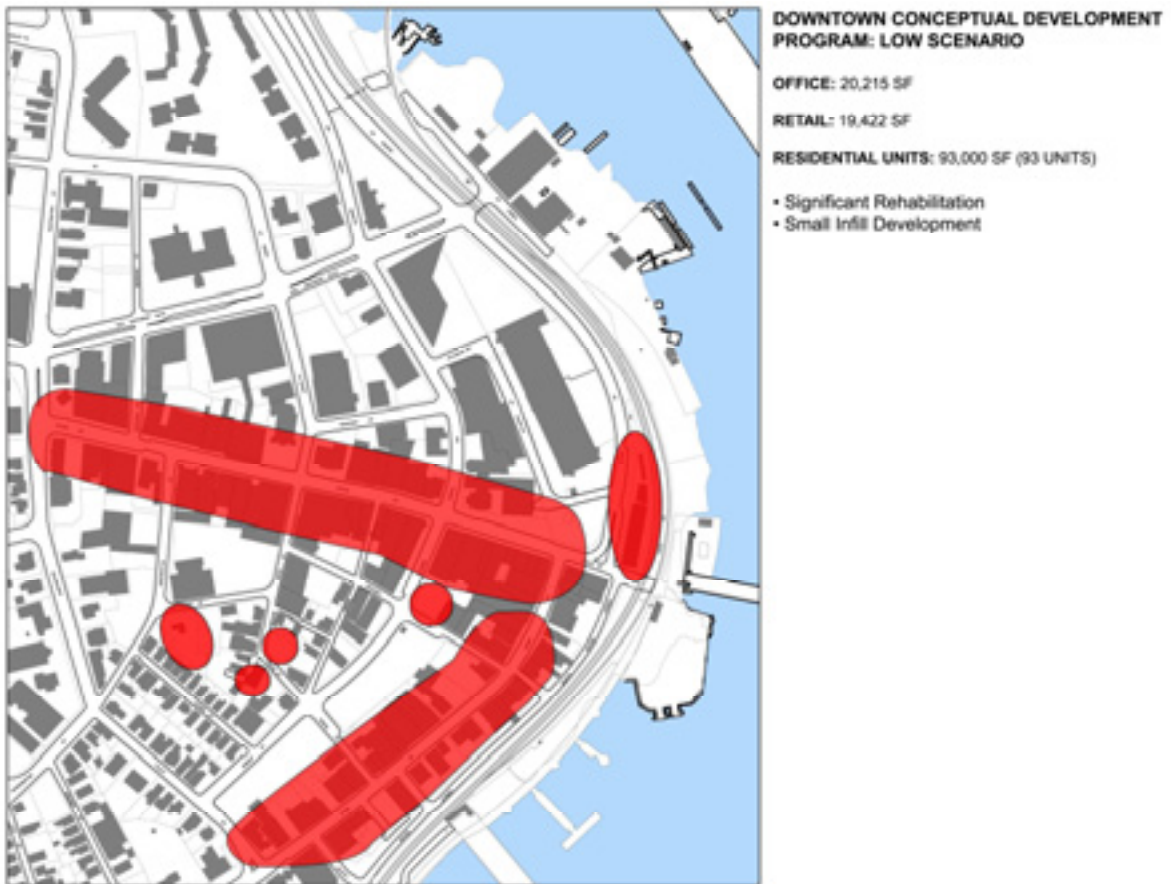 DOWNTOWN CONCEPTUAL DEVELOPMENT
PROGRAM: LOW SCENARIO
OFFICE: 20,215 SF
RETAIL: 19,422 SF
RESIDENTIAL UNITS: 93,000 SF (93 UNITS)
• Significant Rehabilitation
• Small Infill Development